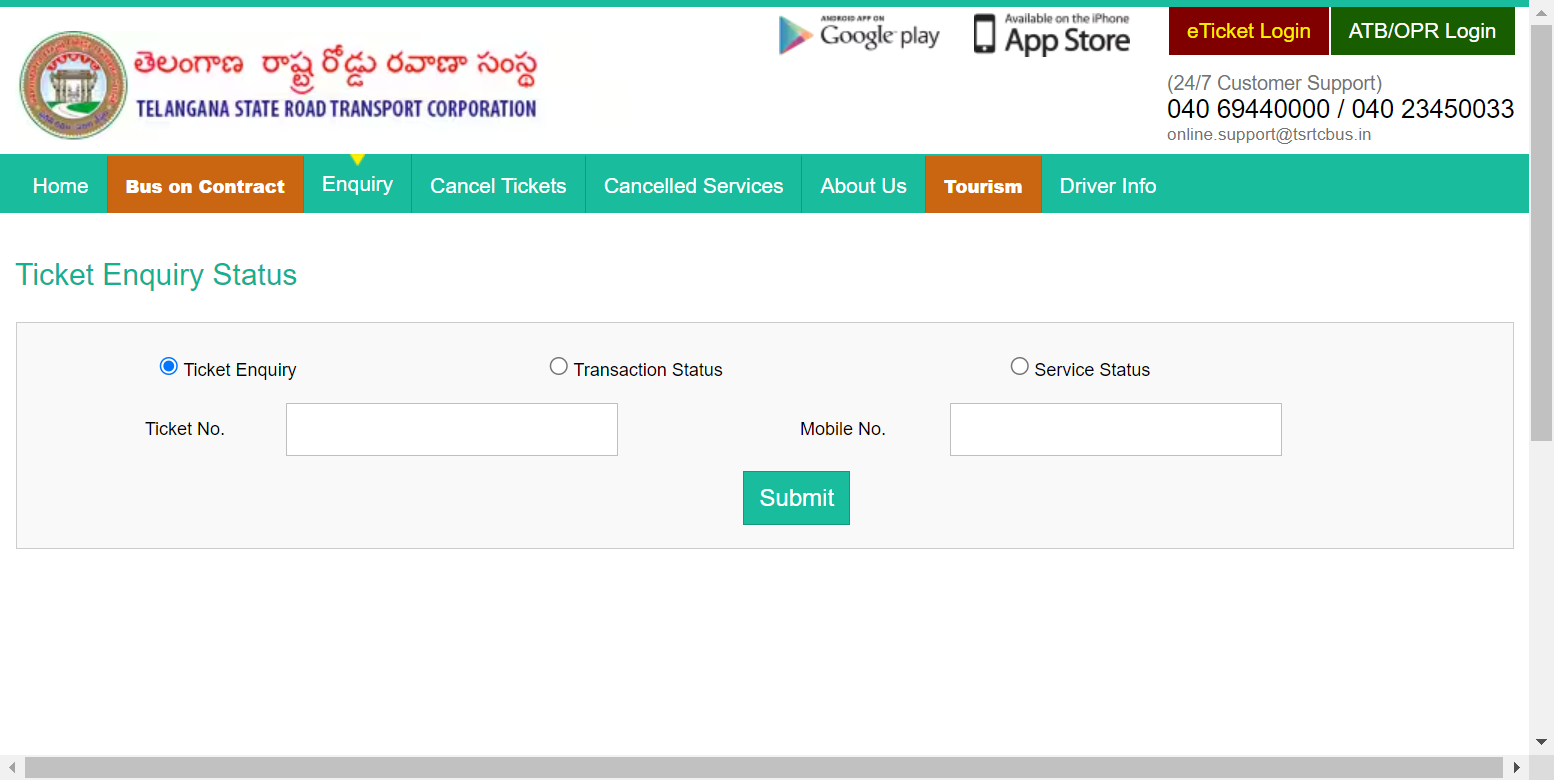 తెలంగాణ రాష్ట్ర రోడ్డు రవాణా సంస్థ
TELANGANA STATE ROAD TRANSPORT CORPORATION
ANDROID APP ON
Google play
Available on the iPhone
App Store
eTicket Login
ATB/OPR Login
(24/7 Customer Support)
040 69440000 / 040 23450033
online.support@tsrtcbus.in
Home
Bus on Contract
Enquiry
Cancel Tickets
Cancelled Services
About Us
Tourism
Driver Info
Ticket Enquiry Status
Ticket Enquiry
Transaction Status
Service Status
Ticket No.
Mobile No.
Submit